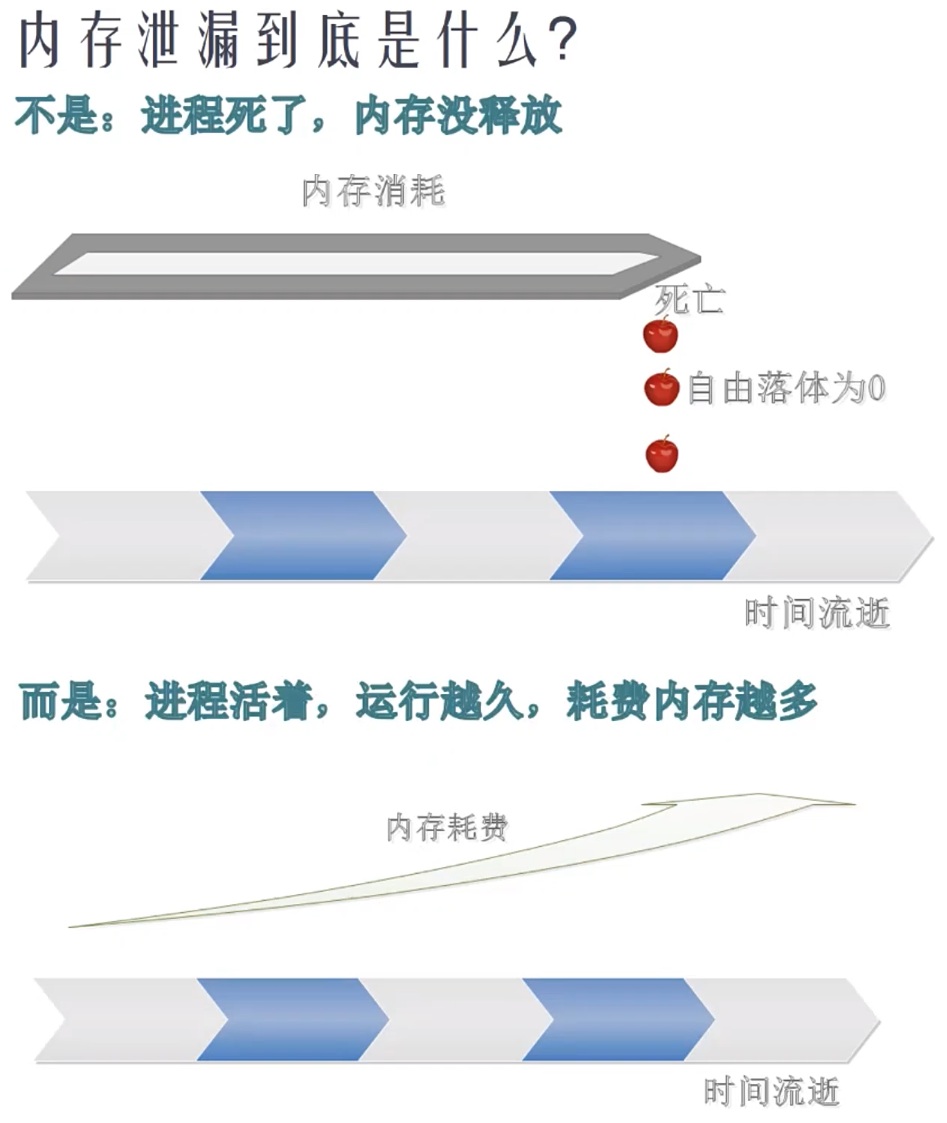 内存泄漏到底是什么?
不是：进程死了，内存没释放
内存消耗
死亡
自由落体为0
时间流逝
而是：进程活着，运行越久，耗费内存越多
内存耗费
时间流逝